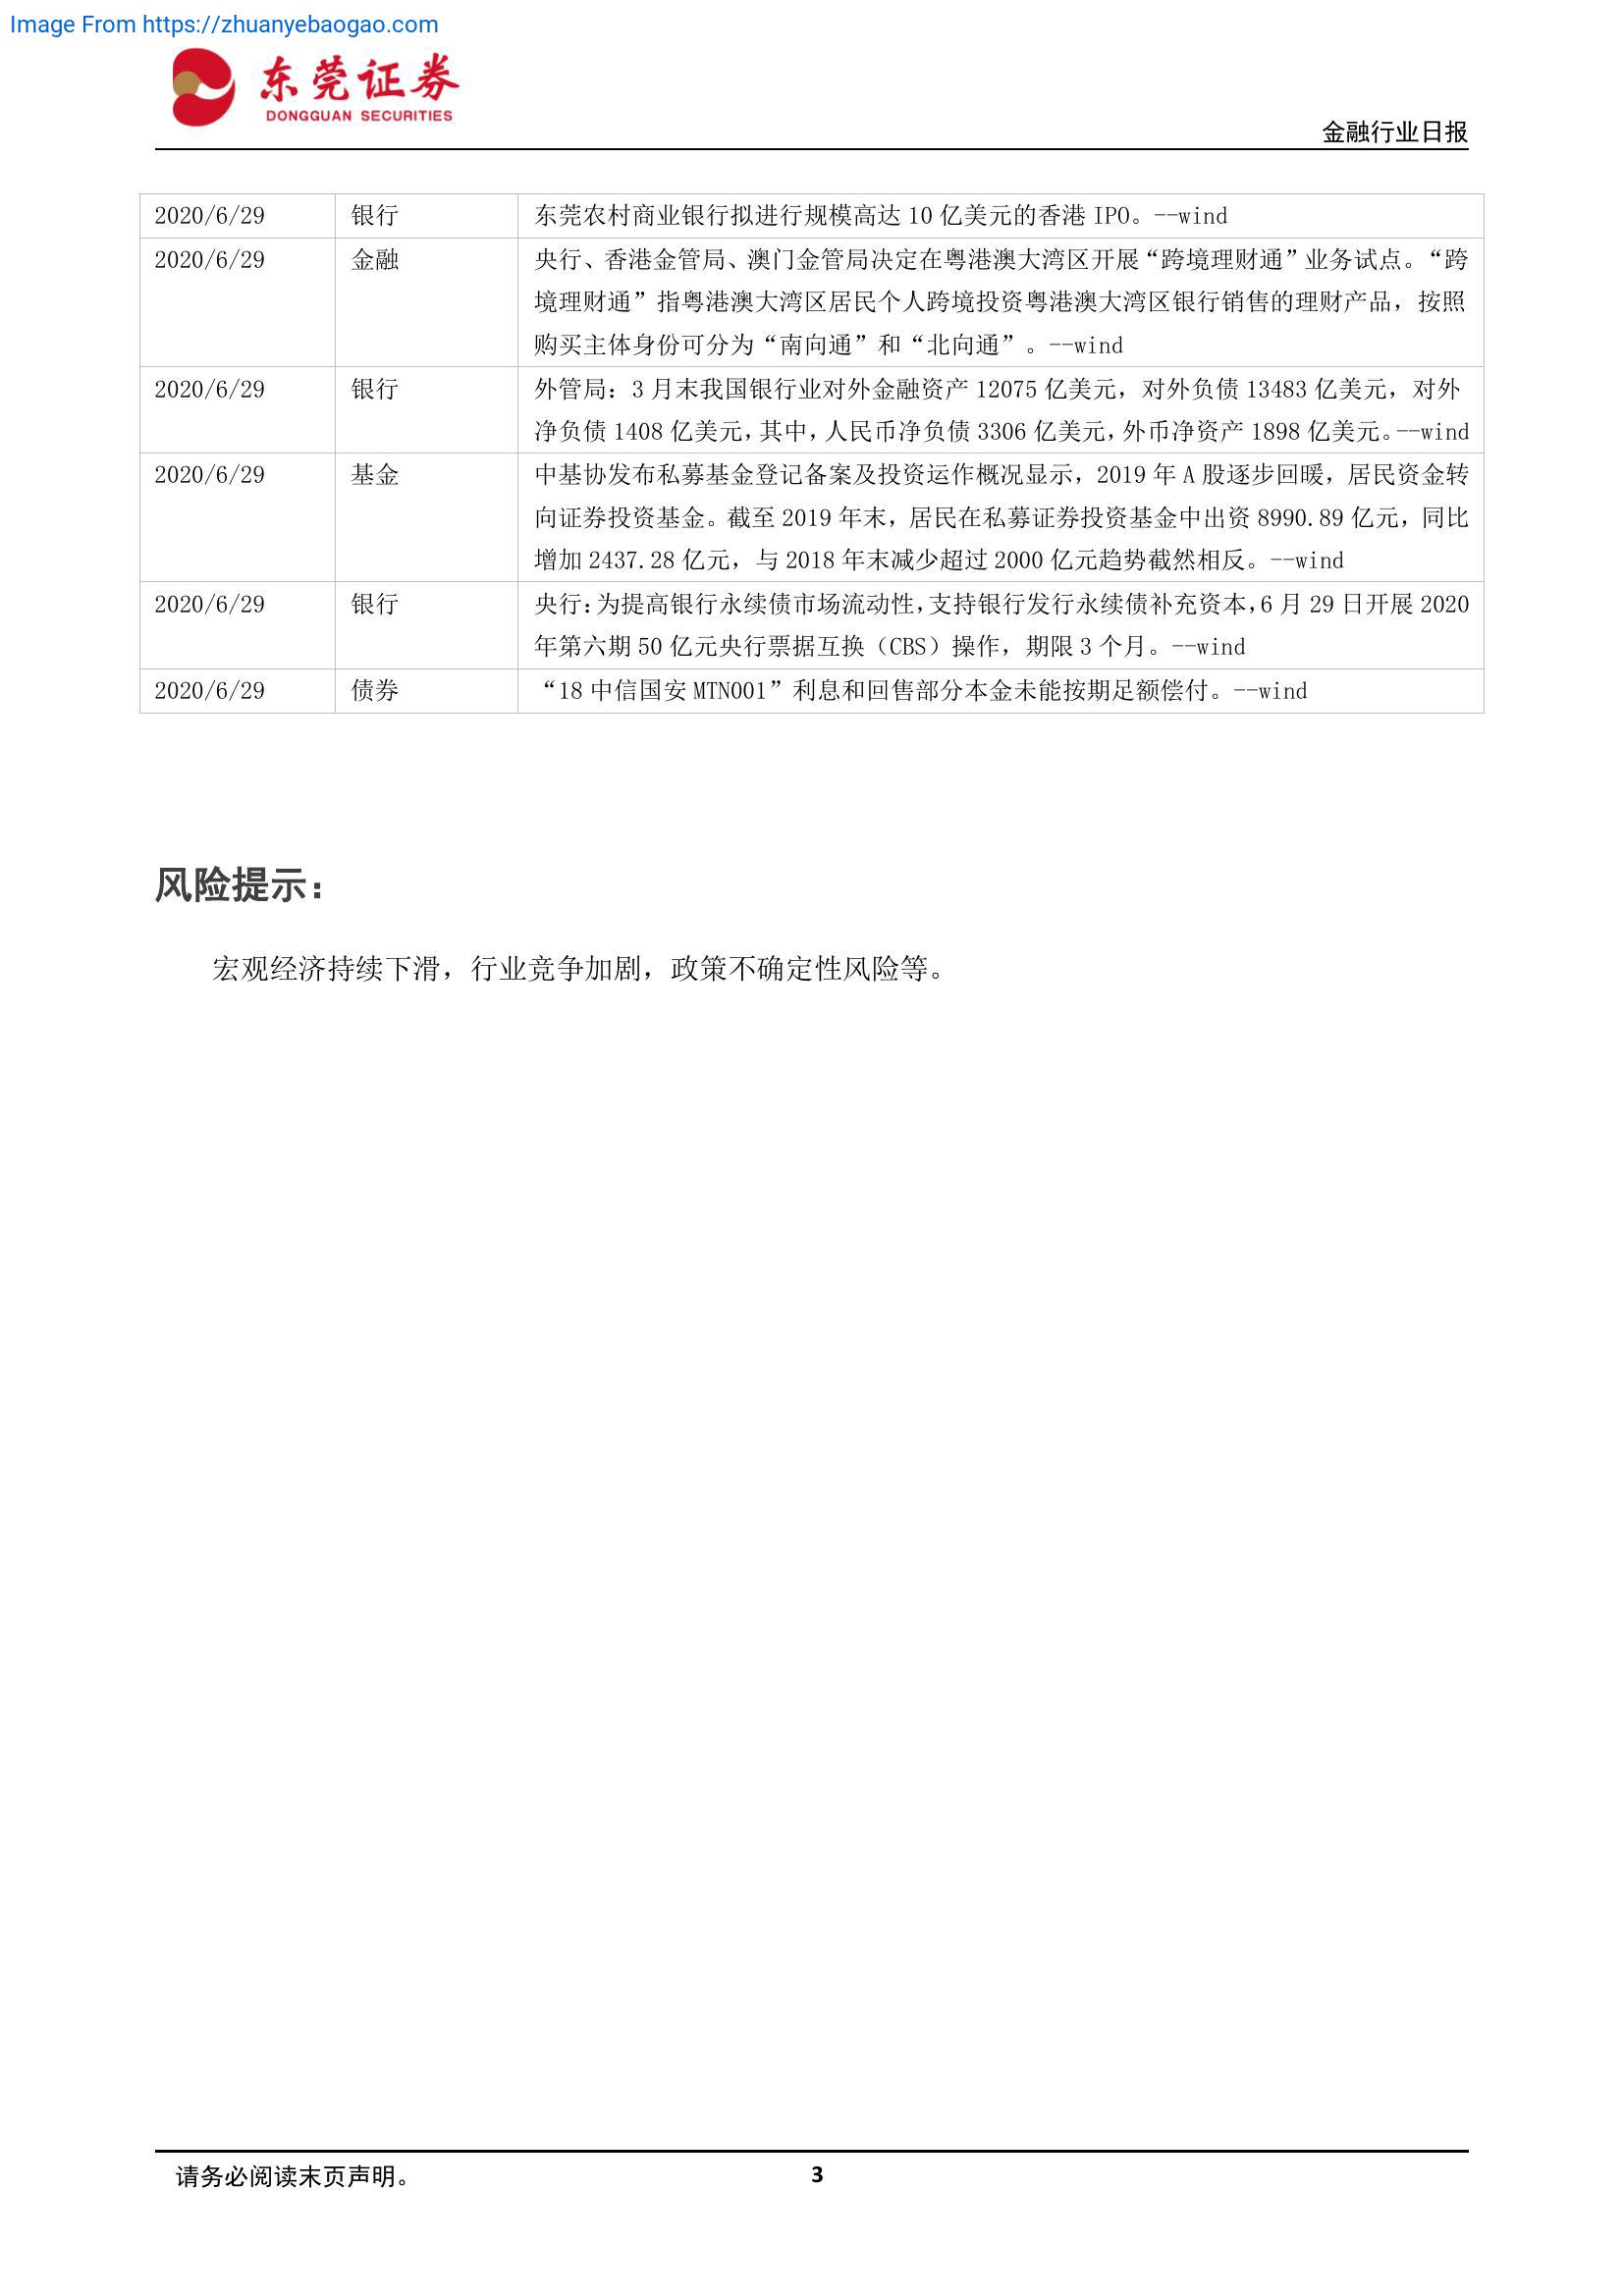 Image From https://zhuanyebaogao.com
东莞证券
DONGGUAN SECURITIES
金融行业日报
2020/6/29 银行 东莞农村商业银行拟进行规模高达 10 亿美元的香港 IPO。--wind
2020/6/29 金融 央行、香港金管局、澳门金管局决定在粤港澳大湾区开展“跨境理财通”业务试点。“跨
境理财通”指粤港澳大湾区居民个人跨境投资粤港澳大湾区银行销售的理财产品，按照
购买主体身份可分为“南向通”和“北向通”。--wind
2020/6/29 银行 外管局：3 月末我国银行业对外金融资产 12075 亿美元，对外负债 13483 亿美元，对外
净负债 1408 亿美元，其中，人民币净负债 3306 亿美元，外币净资产 1898 亿美元。--wind
2020/6/29 基金 中基协发布私募基金登记备案及投资运作概况显示，2019 年 A 股逐步回暖，居民资金转
向证券投资基金。截至 2019 年末，居民在私募证券投资基金中出资 8990.89 亿元，同比
增加 2437.28 亿元，与 2018 年末减少超过 2000 亿元趋势截然相反。--wind
2020/6/29 银行 央行：为提高银行永续债市场流动性，支持银行发行永续债补充资本，6 月 29 日开展 2020
年第六期 50 亿元央行票据互换（CBS）操作，期限 3 个月。--wind
2020/6/29 债券 “18 中信国安 MTN001”利息和回售部分本金未能按期足额偿付。--wind
风险提示：
宏观经济持续下滑，行业竞争加剧，政策不确定性风险等。
请务必阅读末页声明。 3